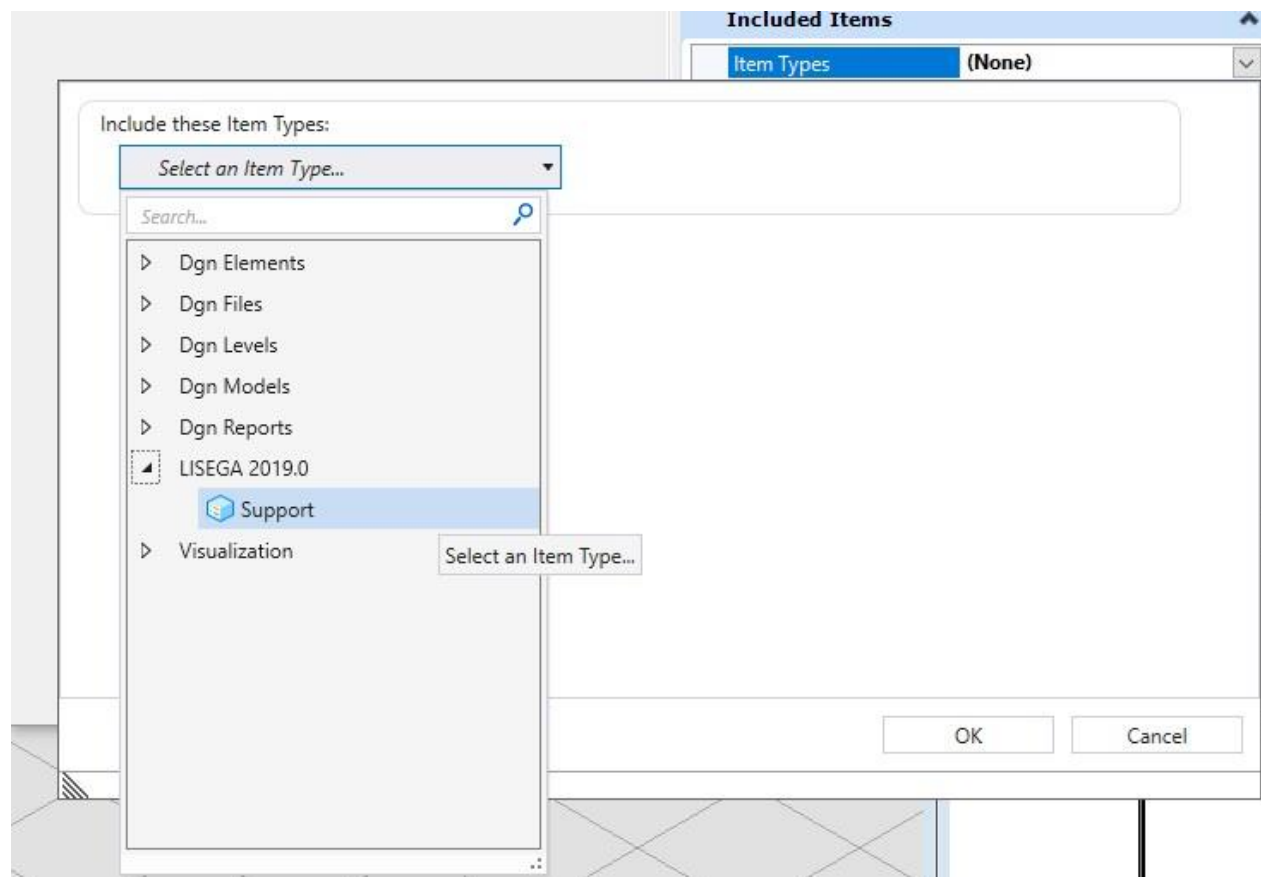 Included Items
Item Types (None)
Include these Item Types:
Select an Item Type...
Search...
Dgn Elements
Dgn Files
Dgn Levels
Dgn Models
Dgn Reports
LISEGA 2019.0
Support
Visualization
Select an Item Type...
OK Cancel